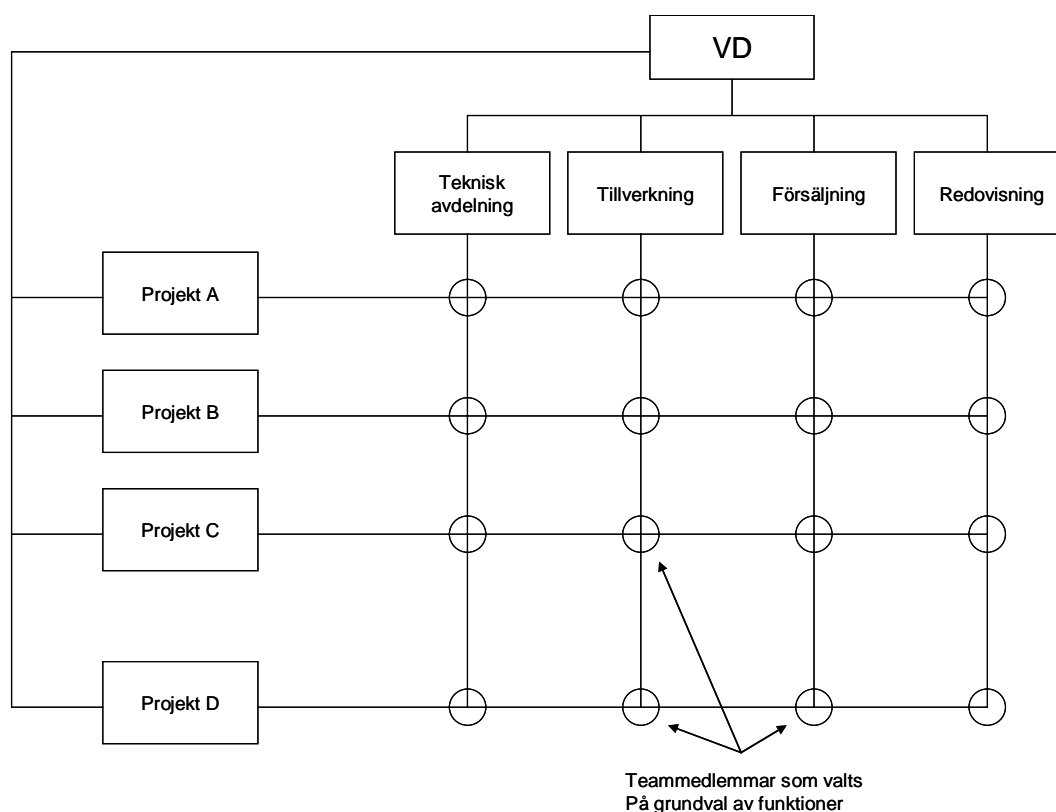 VD
Teknisk
avdelning
Tillverkning
Försäljning
Redovisning
Projekt A
Projekt B
Projekt C
Projekt D
Teammedlemmar som valts
På grundval av funktioner